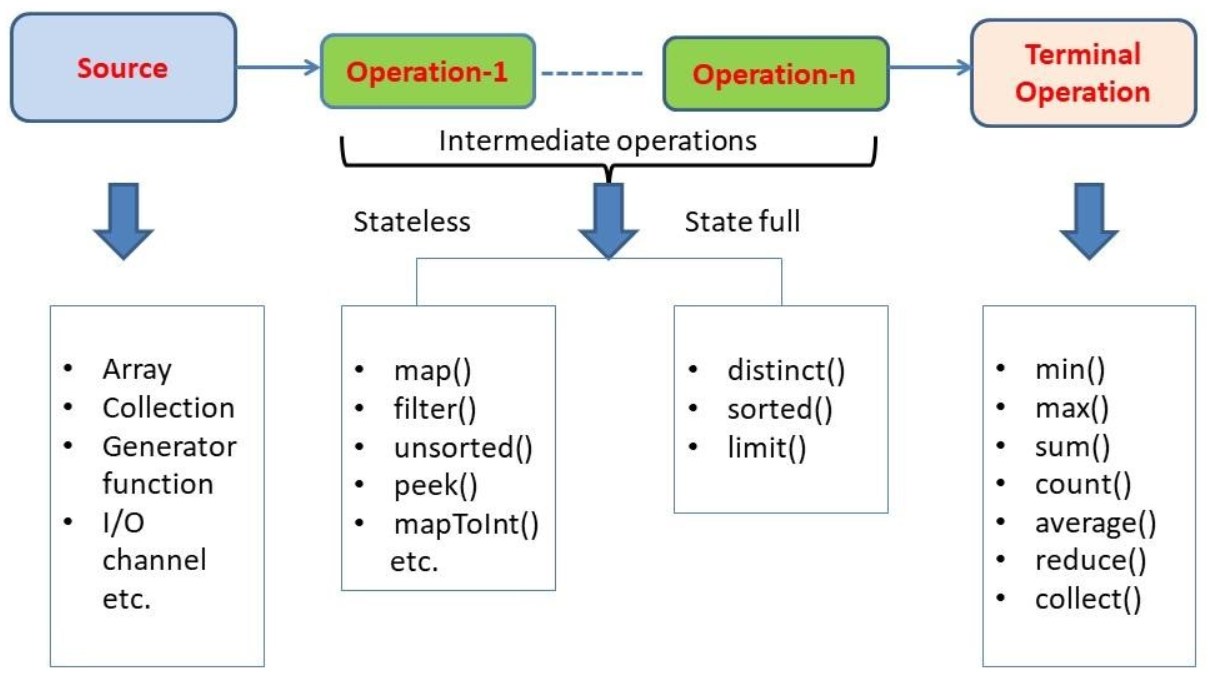 Source
Operation-1
Operation-n
Terminal
Operation
Intermediate operations
Stateless
State full
• Array
• Collection
• Generator
function
• I/O
channel
etc.
• map()
• filter()
• unsorted()
• peek()
• mapToInt()
etc.
• distinct()
• sorted()
• limit()
• min()
• max()
• sum()
• count()
• average()
• reduce()
• collect()